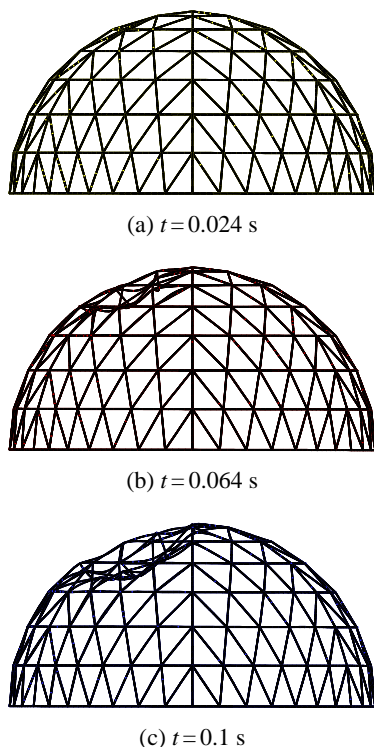 (a) t = 0.024 s
(b) t = 0.064 s
(c) t = 0.1 s